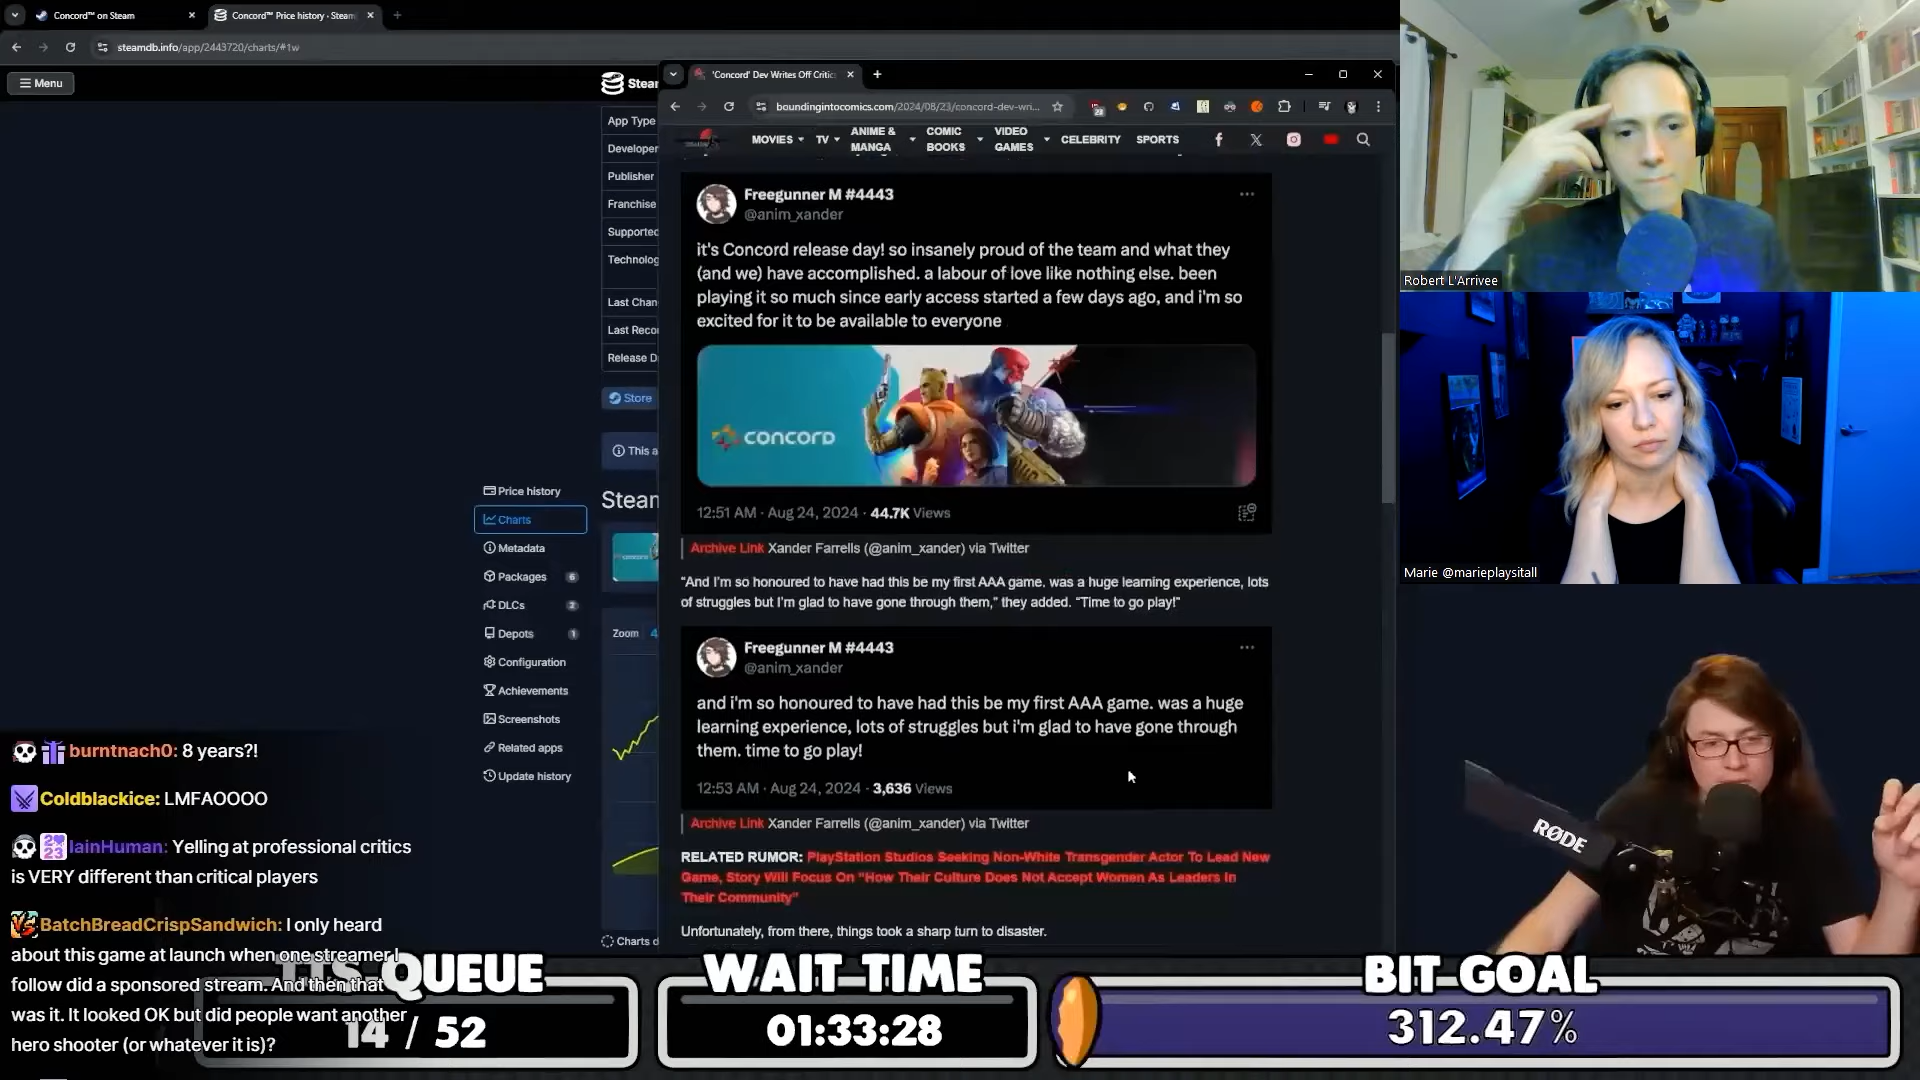 Concord™ on Steam
Concord™ Price history · Steam
steamdb.info/app/2443720/charts/#1w
Menu
Steam
App Type
Developer
Publisher
Franchise
Supported
Technolog
Last Chan
Last Reco
Release D
Store
This a
Steam
Price history
Charts
Metadata
Packages 6
DLCs 2
Depots 1
Configuration
Achievements
Screenshots
Related apps
Update history
Zoom
Charts d
'Concord' Dev Writes Off Critic
boundingintocomics.com/2024/08/23/concord-dev-wri...
23
MOVIES
TV
ANIME & MANGA
COMIC BOOKS
VIDEO GAMES
CELEBRITY
SPORTS
Freegunner M #4443
@anim_xander
it's Concord release day! so insanely proud of the team and what they
(and we) have accomplished. a labour of love like nothing else. been
playing it so much since early access started a few days ago, and i'm so
excited for it to be available to everyone
CONCORD
12:51 AM · Aug 24, 2024 · 44.7K Views
Archive Link Xander Farrells (@anim_xander) via Twitter
“And I’m so honoured to have had this be my first AAA game. was a huge learning experience, lots
of struggles but I’m glad to have gone through them,” they added. “Time to go play!”
Freegunner M #4443
@anim_xander
and i'm so honoured to have had this be my first AAA game. was a huge
learning experience, lots of struggles but i'm glad to have gone through
them. time to go play!
12:53 AM · Aug 24, 2024 · 3,636 Views
Archive Link Xander Farrells (@anim_xander) via Twitter
RELATED RUMOR: PlayStation Studios Seeking Non-White Transgender Actor To Lead New
Game, Story Will Focus On “How Their Culture Does Not Accept Women As Leaders In
Their Community”
Unfortunately, from there, things took a sharp turn to disaster.
Robert L'Arrivee
Marie @marieplaysitall
RØDE
burntnach0: 8 years?!
Coldblackice: LMFAOOOO
IainHuman: Yelling at professional critics
is VERY different than critical players
BatchBreadCrispSandwich: I only heard
about this game at launch when one streamer I
follow did a sponsored stream. And then that
was it. It looked OK but did people want another
hero shooter (or whatever it is)?
TTS QUEUE
14 / 52
WAIT TIME
01:33:28
BIT GOAL
312.47%